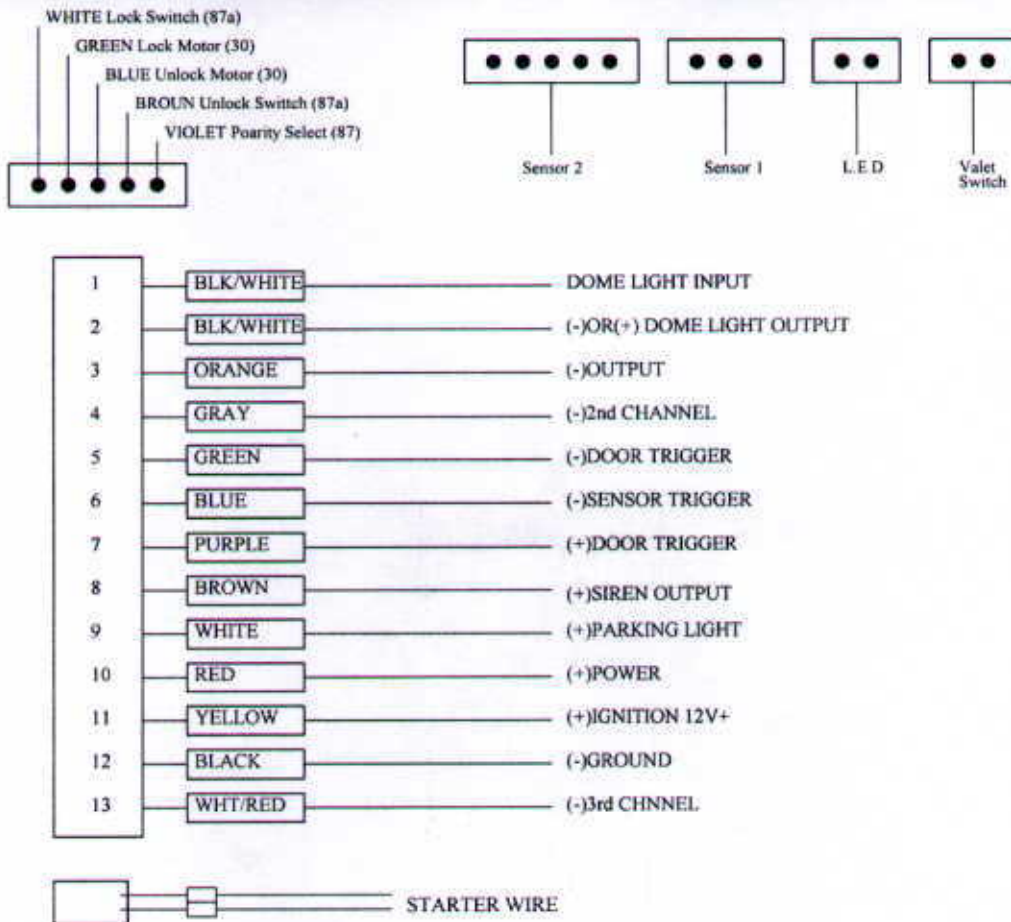 WHITE Lock Swittch (87a)
GREEN Lock Motor (30)
BLUE Unlock Motor (30)
BROUN Unlock Swittch (87a)
VIOLET Poarity Select (87)
Sensor 2
Sensor 1
L.E D
Valet
Switch
1 BLK/WHITE DOME LIGHT INPUT
2 BLK/WHITE (-)OR(+) DOME LIGHT OUTPUT
3 ORANGE (-)OUTPUT
4 GRAY (-)2nd CHANNEL
5 GREEN (-)DOOR TRIGGER
6 BLUE (-)SENSOR TRIGGER
7 PURPLE (+)DOOR TRIGGER
8 BROWN (+)SIREN OUTPUT
9 WHITE (+)PARKING LIGHT
10 RED (+)POWER
11 YELLOW (+)IGNITION 12V+
12 BLACK (-)GROUND
13 WHT/RED (-)3rd CHNNEL
STARTER WIRE